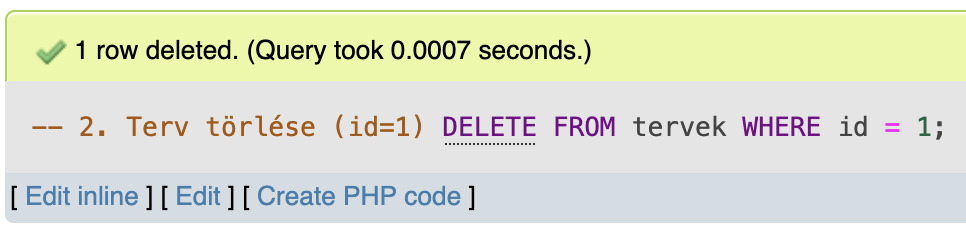 1 row deleted. (Query took 0.0007 seconds.)
-- 2. Terv törlése (id=1) DELETE FROM tervek WHERE id = 1;
[ Edit inline ] [ Edit ] [ Create PHP code ]